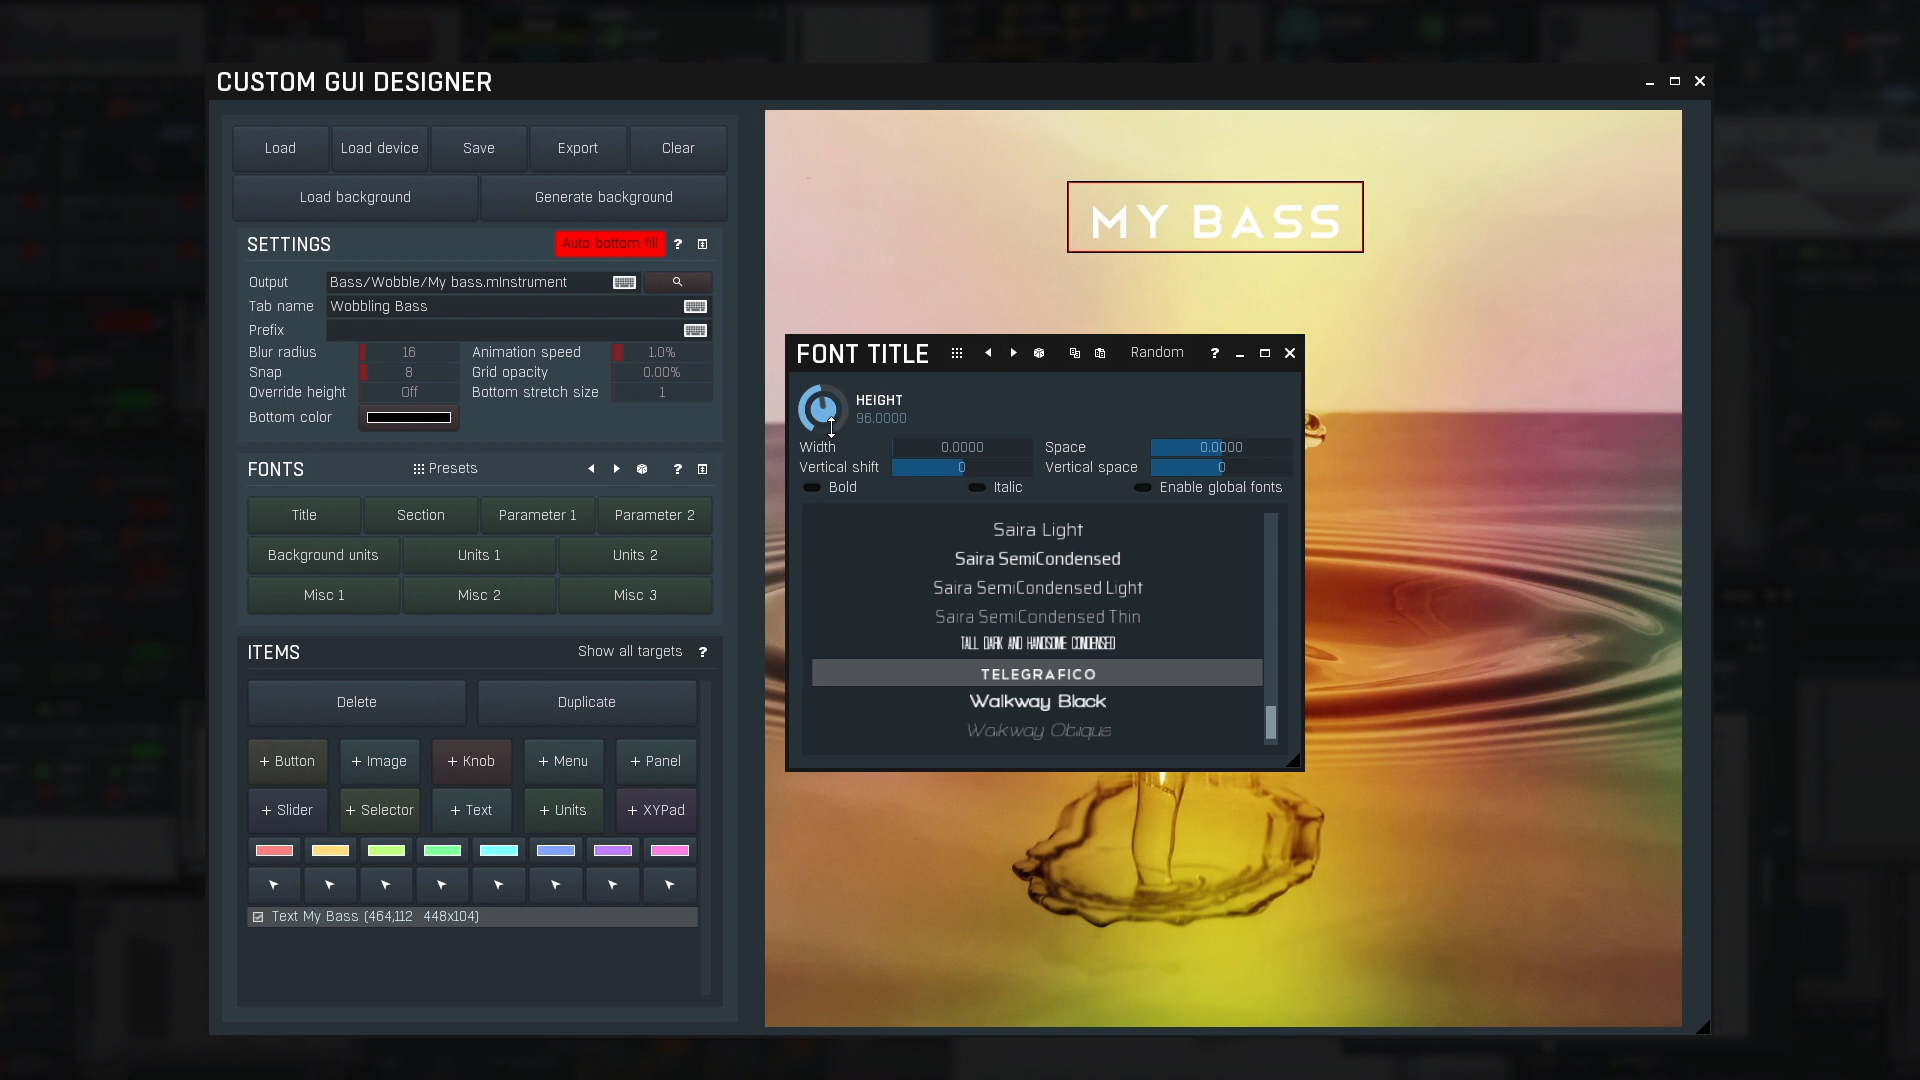 CUSTOM GUI DESIGNER
Load
Load device
Save
Export
Clear
Load background
Generate background
SETTINGS
Auto bottom fill
?
Output
Bass/Wobble/My bass.mInstrument
Tab name
Wobbling Bass
Prefix
Blur radius
16
Animation speed
1.0%
Snap
8
Grid opacity
0.00%
Override height
Off
Bottom stretch size
1
Bottom color
FONTS
Presets
?
Title
Section
Parameter 1
Parameter 2
Background units
Units 1
Units 2
Misc 1
Misc 2
Misc 3
ITEMS
Show all targets
?
Delete
Duplicate
+ Button
+ Image
+ Knob
+ Menu
+ Panel
+ Slider
+ Selector
+ Text
+ Units
+ XYPad
Text My Bass (464,112 448x104)
MY BASS
FONT TITLE
Random
?
HEIGHT
96.0000
Width
0.0000
Space
0.0000
Vertical shift
0
Vertical space
0
Bold
Italic
Enable global fonts
Saira Light
Saira SemiCondensed
Saira SemiCondensed Light
Saira SemiCondensed Thin
TALL DARK AND HANDSOME CONDENSED
TELEGRAFICO
Walkway Black
Walkway Oblique